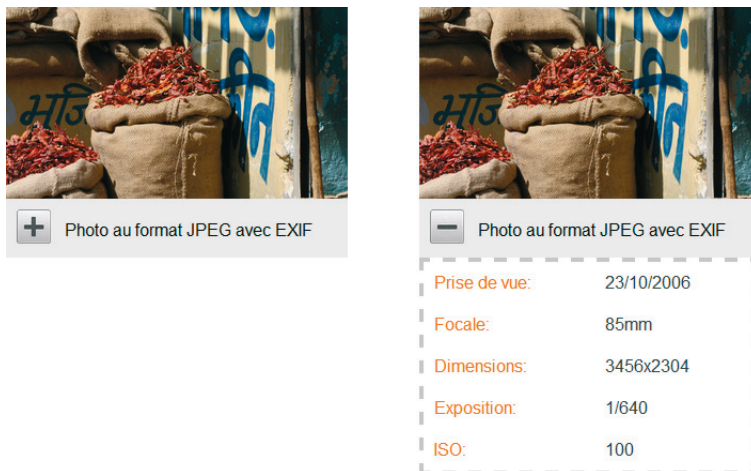 भुजि
Photo au format JPEG avec EXIF
भुजि
Photo au format JPEG avec EXIF
Prise de vue: 23/10/2006
Focale: 85mm
Dimensions: 3456x2304
Exposition: 1/640
ISO: 100